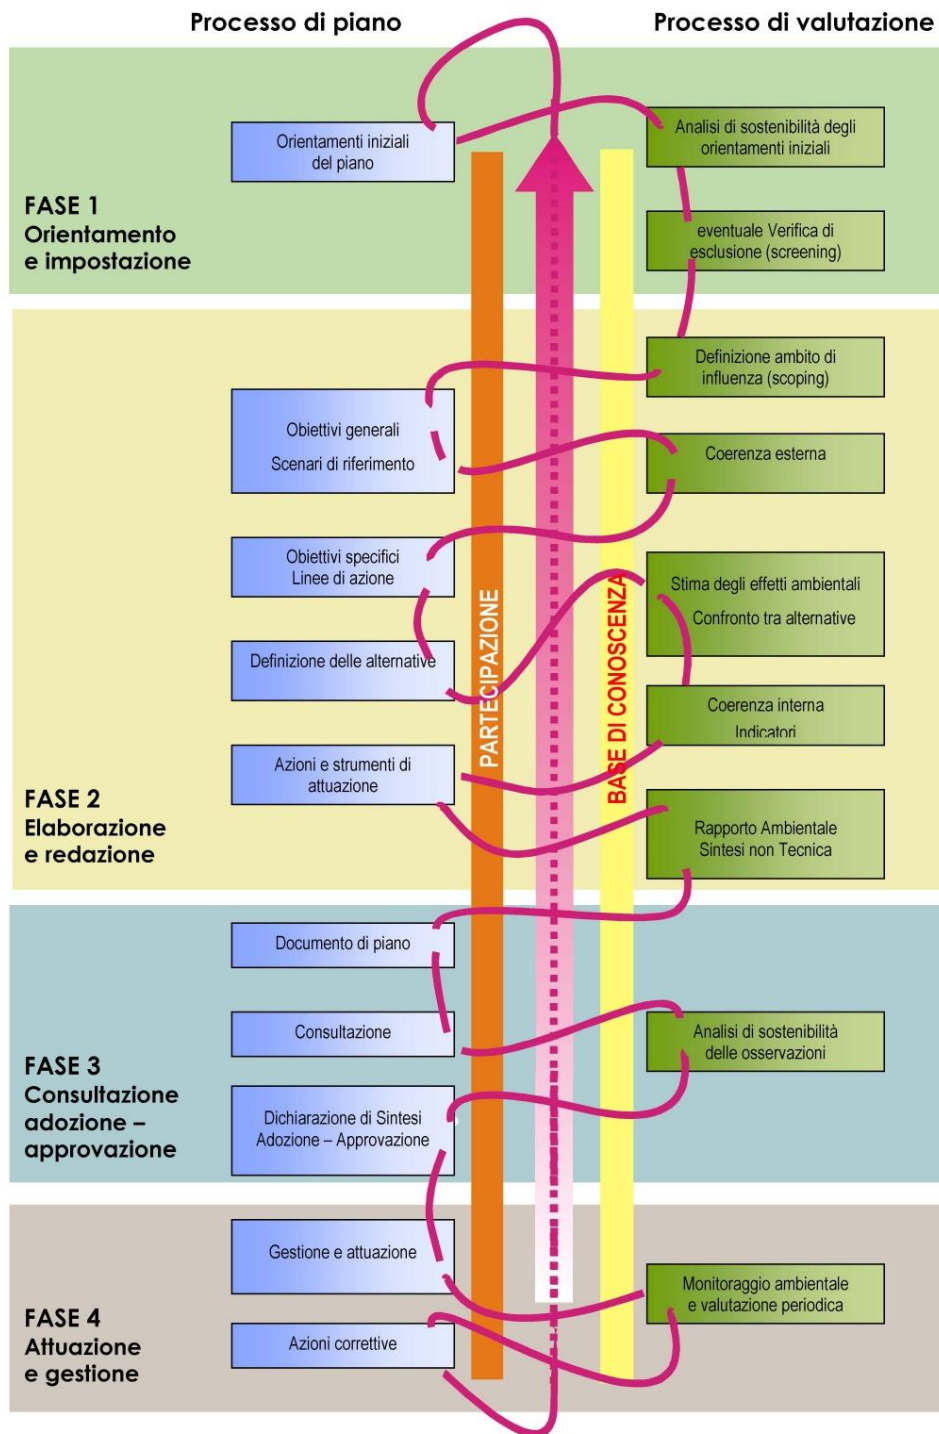 Processo di piano
Processo di valutazione
Orientamenti iniziali
del piano
Analisi di sostenibilità degli
orientamenti iniziali
FASE 1
Orientamento
e impostazione
eventuale Verifica di
esclusione (screening)
Definizione ambito di
influenza (scoping)
Obiettivi generali
Scenari di riferimento
Coerenza esterna
Obiettivi specifici
Linee di azione
Stima degli effetti ambientali
Confronto tra alternative
Definizione delle alternative
PARTECIPAZIONE
BASE DI CONOSCENZA
Coerenza interna
Indicatori
Azioni e strumenti di
attuazione
FASE 2
Elaborazione
e redazione
Rapporto Ambientale
Sintesi non Tecnica
Documento di piano
Consultazione
Analisi di sostenibilità
delle osservazioni
FASE 3
Consultazione
adozione –
approvazione
Dichiarazione di Sintesi
Adozione – Approvazione
Gestione e attuazione
Monitoraggio ambientale
e valutazione periodica
FASE 4
Attuazione
e gestione
Azioni correttive